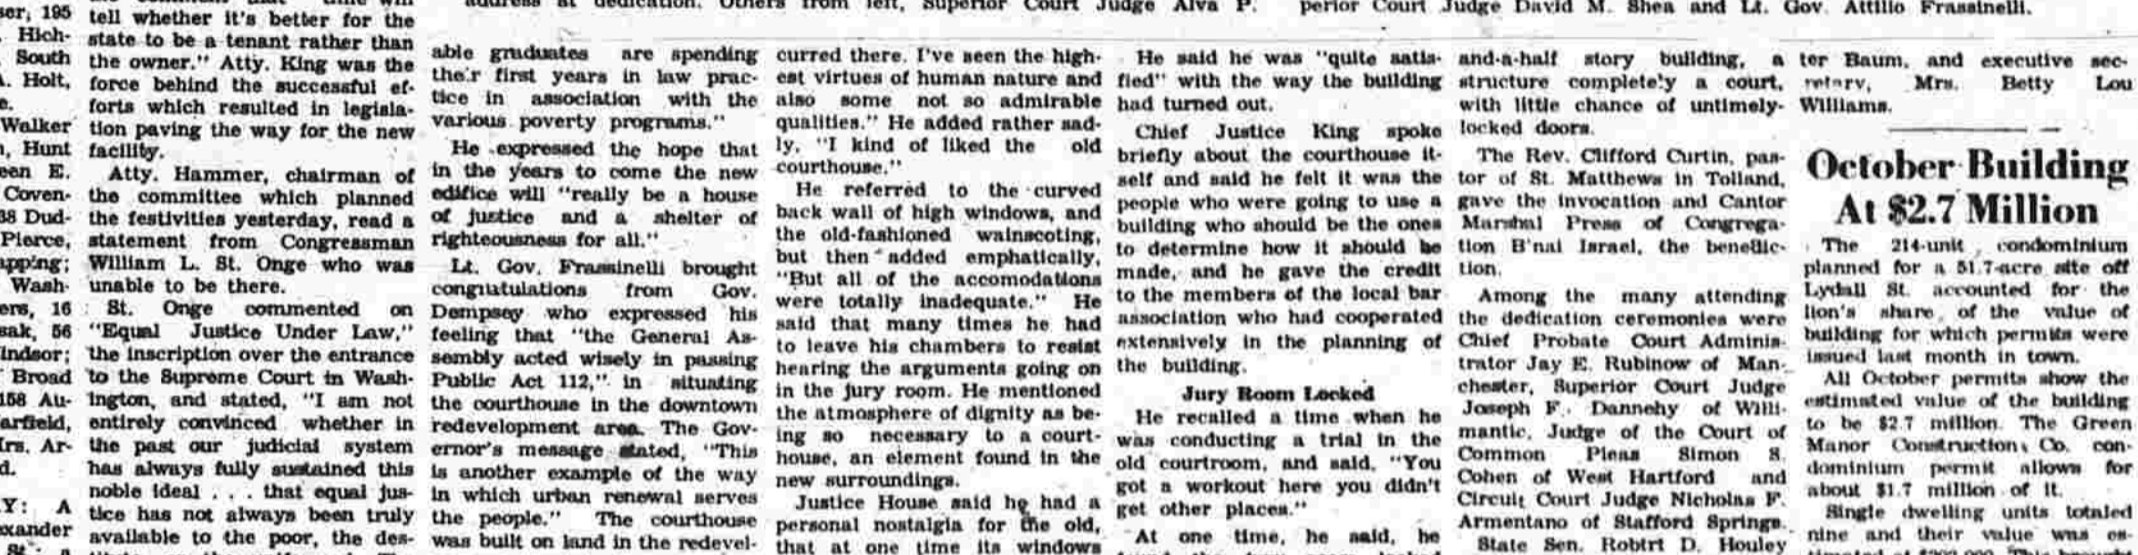 address at dedication. Others from left, Superior Court Judge Alva P.
perior Court Judge David M. Shea and Lt. Gov. Attilio Frassinelli.
ser, 195
Hich-
South
A. Holt,
e.
Walker
n, Hunt
een E.
Coven-
38 Dud-
Pierce,
apping;
Wash-
ers, 16
sak, 56
indsor;
Broad
158 Au-
arfield,
Mrs. Ar-
d.
Y: A
exander
St.; a
tell whether it's better for the
state to be a tenant rather than
the owner." Atty. King was the
force behind the successful ef-
forts which resulted in legisla-
tion paving the way for the new
facility.
Atty. Hammer, chairman of
the committee which planned
the festivities yesterday, read a
statement from Congressman
William L. St. Onge who was
unable to be there.
St. Onge commented on
"Equal Justice Under Law,"
the inscription over the entrance
to the Supreme Court in Wash-
ington, and stated, "I am not
entirely convinced whether in
the past our judicial system
has always fully sustained this
noble ideal . . . that equal jus-
tice has not always been truly
available to the poor, the des-
able graduates are spending
the'r first years in law prac-
tice in association with the
various poverty programs."
He expressed the hope that
in the years to come the new
edifice will "really be a house
of justice and a shelter of
righteousness for all."
Lt. Gov. Frassinelli brought
congiatulations from Gov.
Dempsey who expressed his
feeling that "the General As-
sembly acted wisely in passing
Public Act 112," in situating
the courthouse in the downtown
redevelopment area. The Gov-
ernor's message stated, "This
is another example of the way
in which urban renewal serves
the people." The courthouse
was built on land in the redevel-
curred there. I've seen the high-
est virtues of human nature and
also some not so admirable
qualities." He added rather sad-
ly, "I kind of liked the old
courthouse."
He referred to the curved
back wall of high windows, and
the old-fashioned wainscoting,
but then added emphatically,
"But all of the accomodations
were totally inadequate." He
said that many times he had
to leave his chambers to resist
hearing the arguments going on
in the jury room. He mentioned
the atmosphere of dignity as be-
ing so necessary to a court-
house, an element found in the
new surroundings.
Justice House said he had a
personal nostalgia for the old,
that at one time its windows
He said he was "quite satis-
fied" with the way the building
had turned out.
Chief Justice King spoke
briefly about the courthouse it-
self and said he felt it was the
people who were going to use a
building who should be the ones
to determine how it should be
made, and he gave the credit
to the members of the local bar
association who had cooperated
extensively in the planning of
the building.
Jury Room Locked
He recalled a time when he
was conducting a trial in the
old courtroom, and said, "You
got a workout here you didn't
get other places."
At one time, he said, he
and-a-half story building, a
structure completely a court,
with little chance of untimely-
locked doors.
The Rev. Clifford Curtin, pas-
tor of St. Matthews in Tolland,
gave the invocation and Cantor
Marshal Press of Congrega-
tion B'nai Israel, the benedic-
tion.
Among the many attending
the dedication ceremonies were
Chief Probate Court Adminis-
trator Jay E. Rubinow of Man-
chester, Superior Court Judge
Joseph F. Dannehy of Willi-
mantic, Judge of the Court of
Common Pleas Simon S.
Cohen of West Hartford and
Circuit Court Judge Nicholas F.
Armentano of Stafford Springs.
State Sen. Robtrt D. Houley
ter Baum, and executive sec-
retary, Mrs. Betty Lou
Williams.
October Building
At $2.7 Million
The 214-unit condominium
planned for a 51.7-acre site off
Lydall St. accounted for the
lion's share of the value of
building for which permits were
issued last month in town.
All October permits show the
estimated value of the building
to be $2.7 million. The Green
Manor Construction Co. con-
dominium permit allows for
about $1.7 million of it.
Single dwelling units totaled
nine and their value was es-